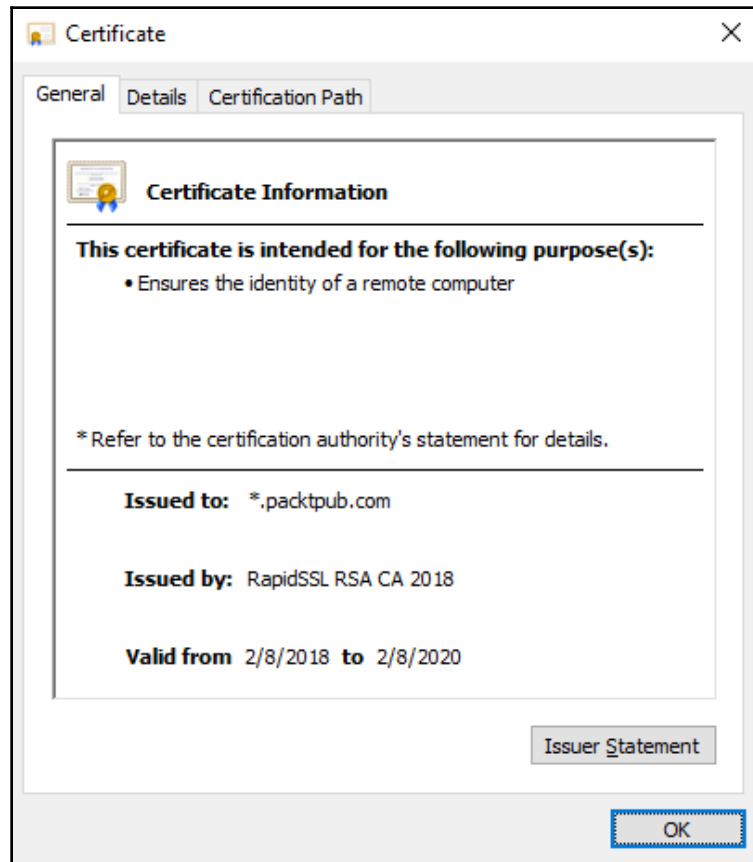 Certificate
General Details Certification Path
Certificate Information
This certificate is intended for the following purpose(s):
• Ensures the identity of a remote computer
* Refer to the certification authority's statement for details.
Issued to: *.packtpub.com
Issued by: RapidSSL RSA CA 2018
Valid from 2/8/2018 to 2/8/2020
Issuer Statement
OK